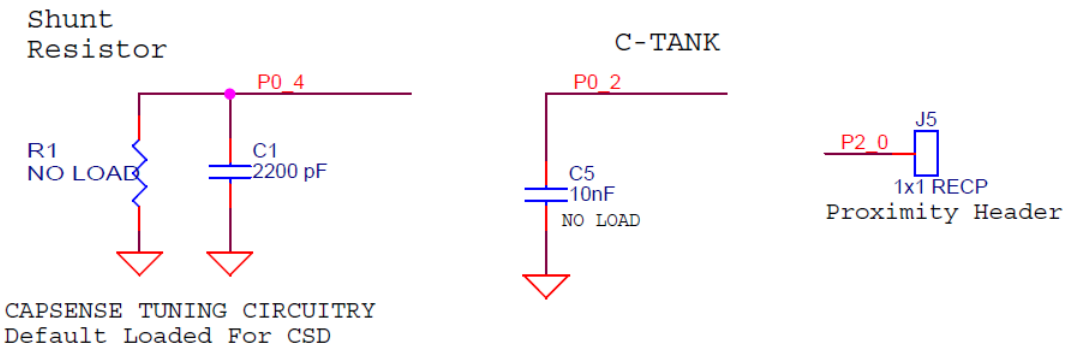 Shunt
Resistor
P0_4
R1
NO LOAD
C1
2200 pF
CAPSENSE TUNING CIRCUITRY
Default Loaded For CSD
C-TANK
P0_2
C5
10nF
NO LOAD
J5
P2_0
1x1 RECP
Proximity Header